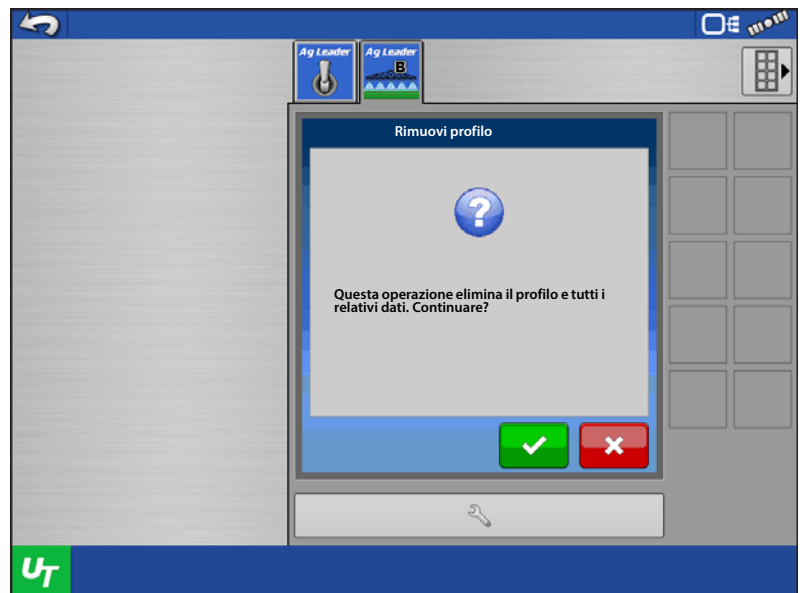 Ag Leader
Ag Leader
B
Rimuovi profilo
?
Questa operazione elimina il profilo e tutti i
relativi dati. Continuare?
UT